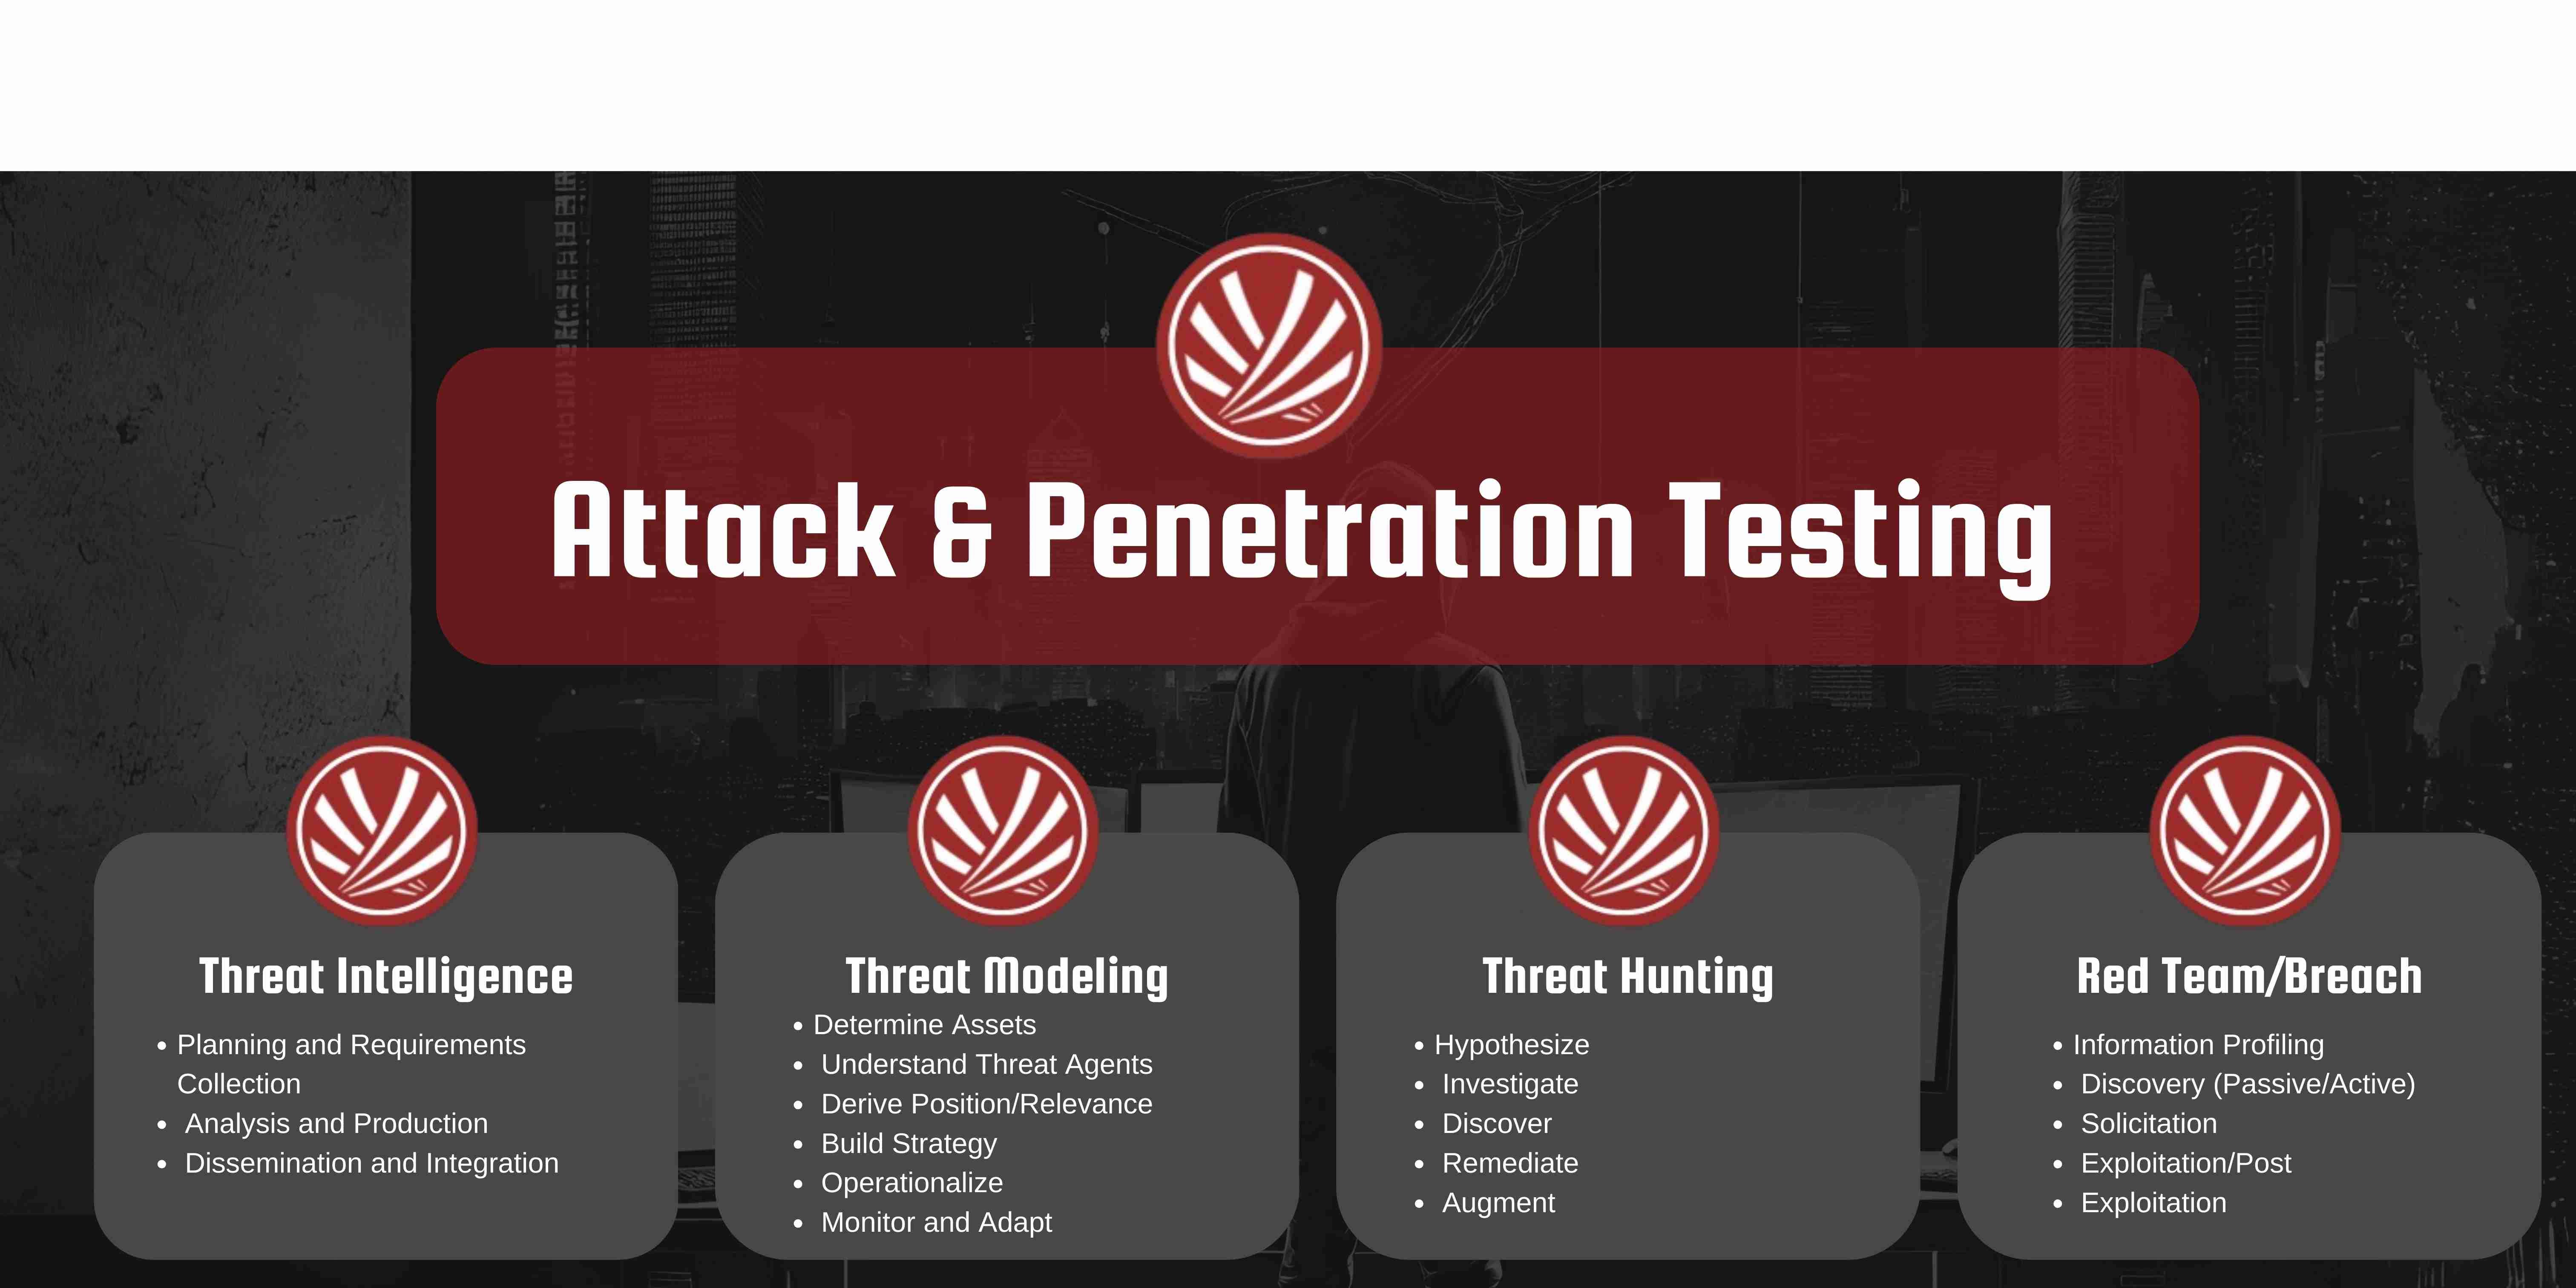 Attack & Penetration Testing
Threat Intelligence
• Planning and Requirements
Collection
• Analysis and Production
• Dissemination and Integration
Threat Modeling
• Determine Assets
• Understand Threat Agents
• Derive Position/Relevance
• Build Strategy
• Operationalize
• Monitor and Adapt
Threat Hunting
• Hypothesize
• Investigate
• Discover
• Remediate
• Augment
Red Team/Breach
• Information Profiling
• Discovery (Passive/Active)
• Solicitation
• Exploitation/Post
• Exploitation